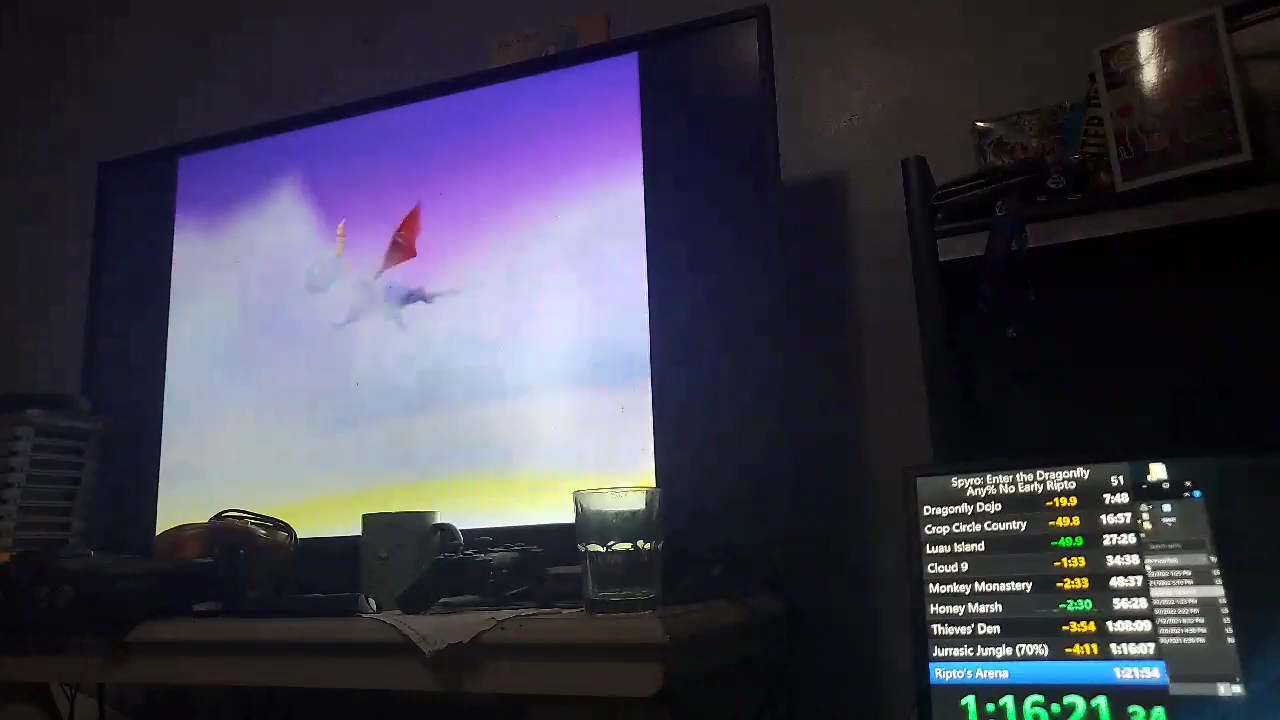 Spyro: Enter the Dragonfly
Any% No Early Ripto 51
Dragonfly Dojo -19.9 7:48
Crop Circle Country -49.8 16:57
Luau Island -49.9 27:26
Cloud 9 -1:33 34:38
Monkey Monastery -2:33 48:37
Honey Marsh -2:30 56:28
Thieves' Den -3:54 1:08:09
Jurrasic Jungle (70%) -4:11 1:16:07
Ripto's Arena 1:21:54
1:16:21.34